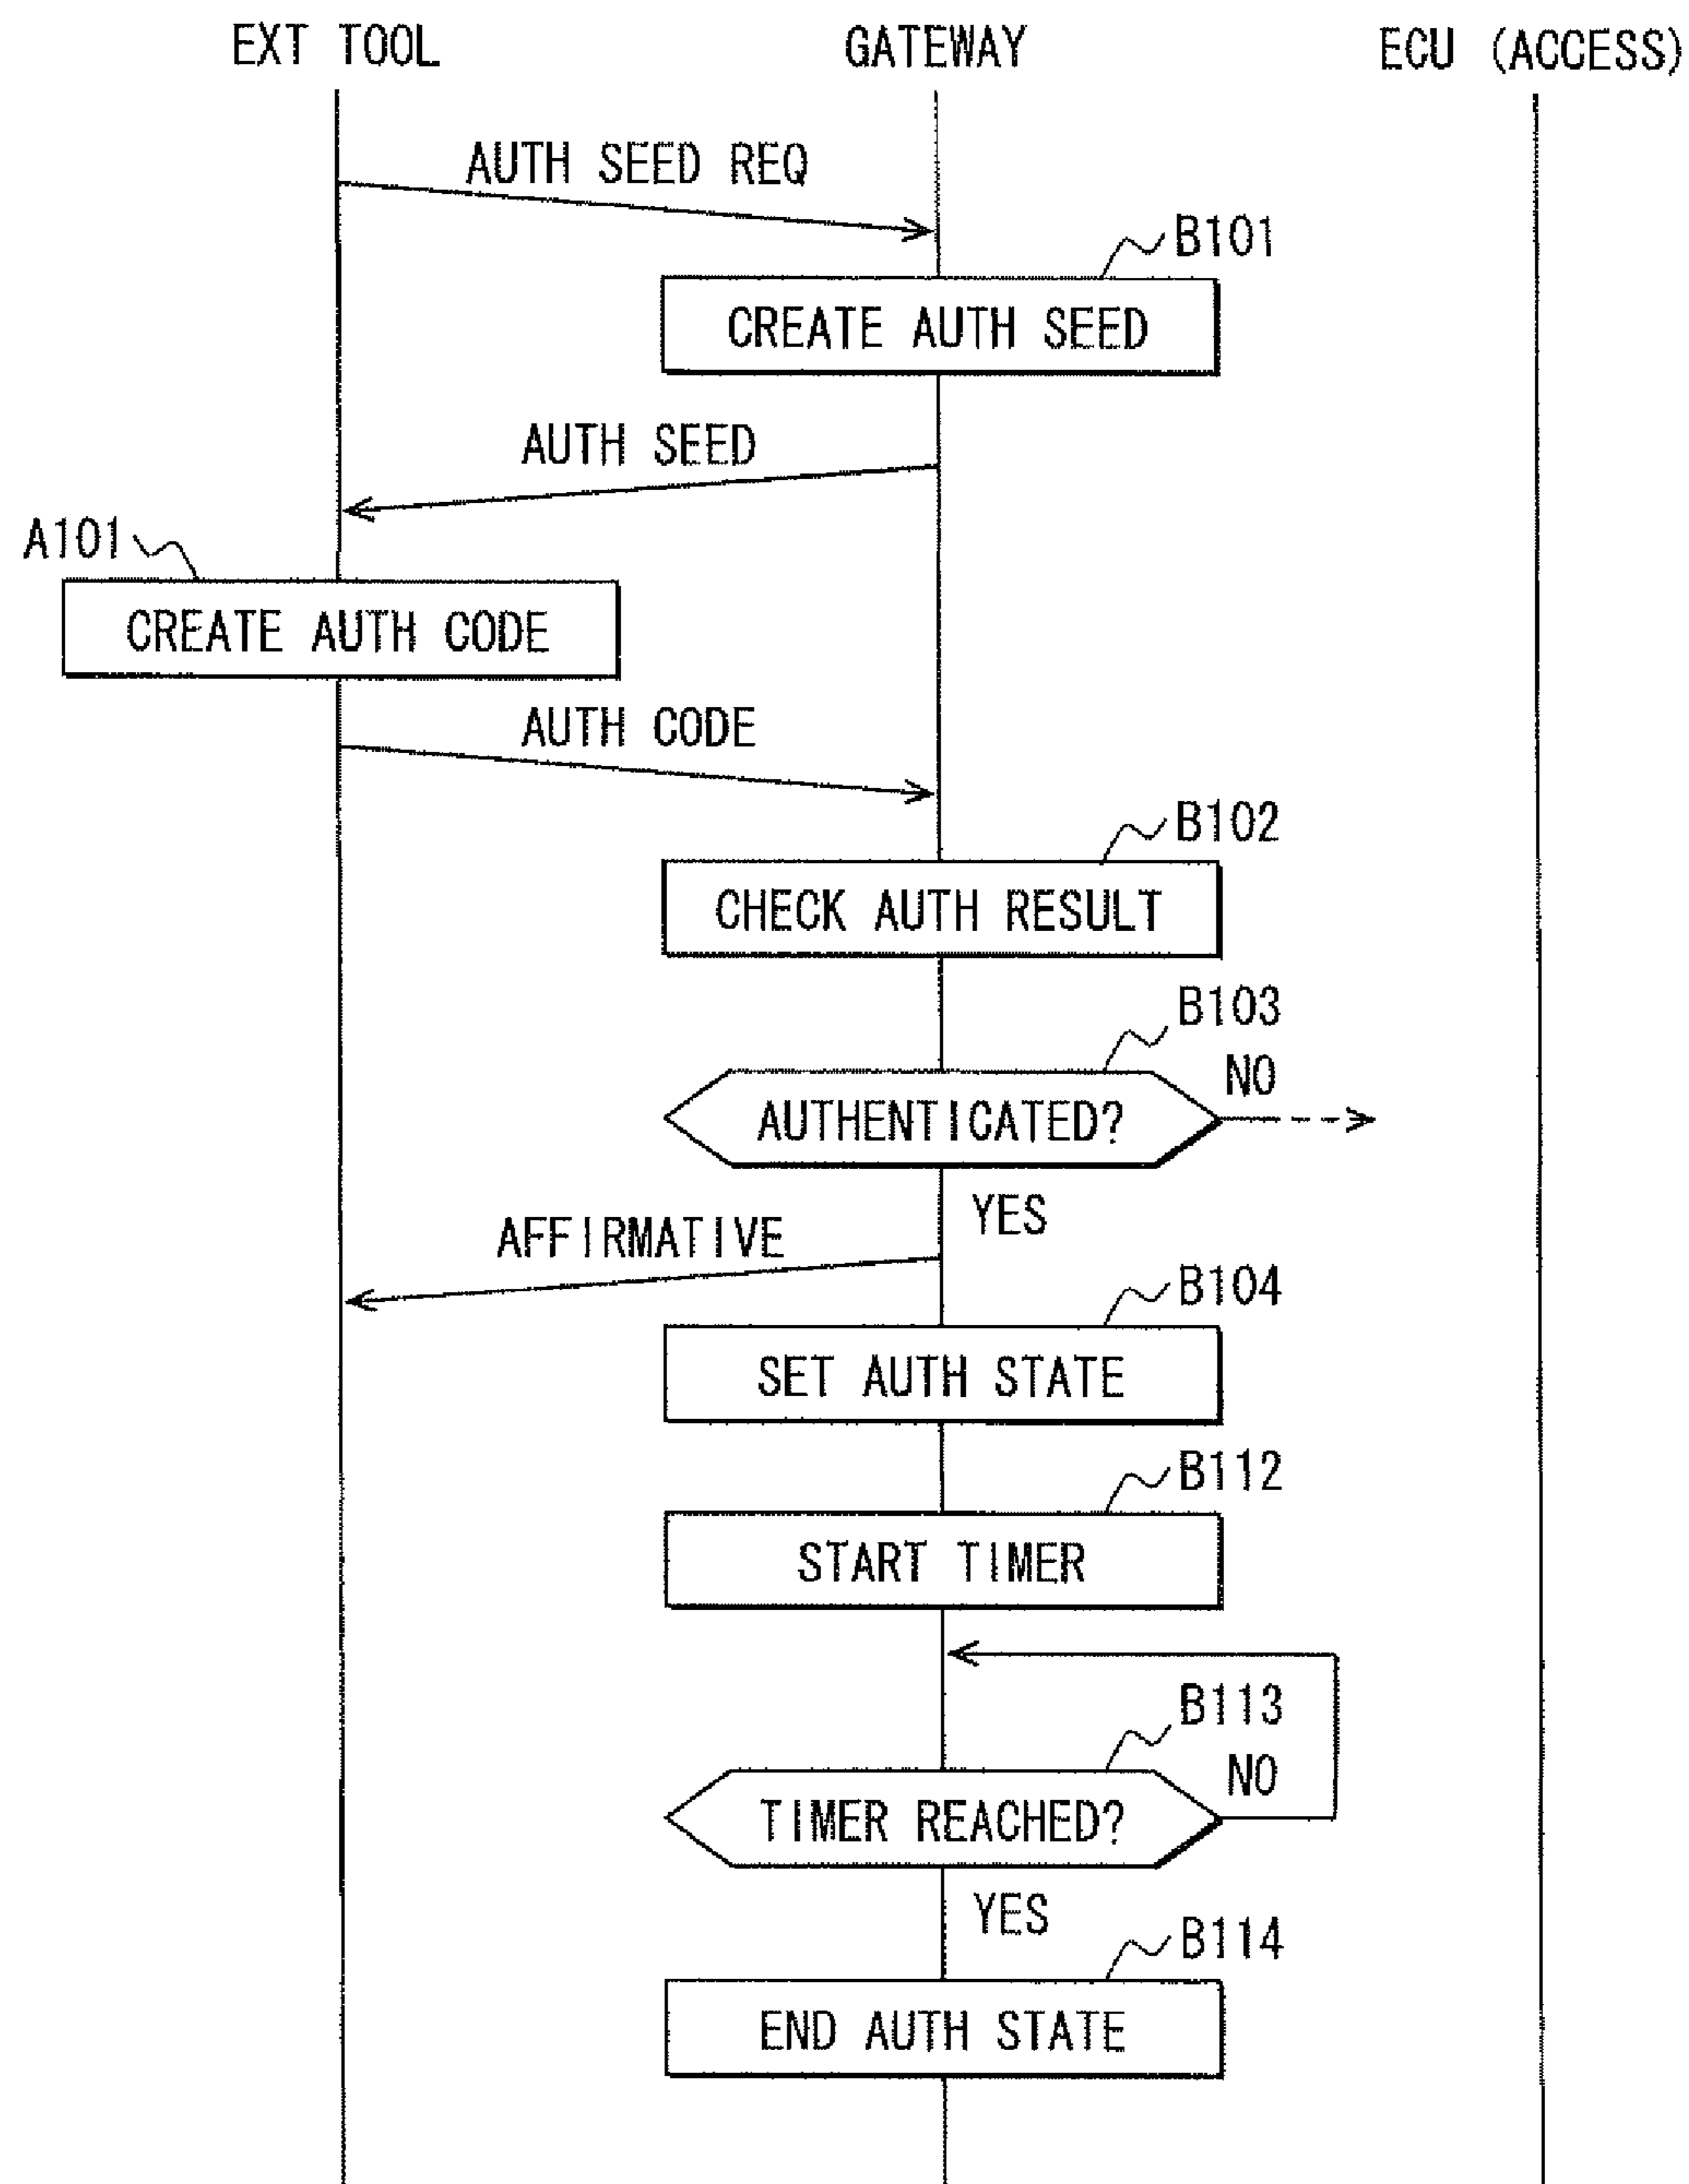 EXT TOOL
GATEWAY
ECU (ACCESS)
AUTH SEED REQ
B101
CREATE AUTH SEED
AUTH SEED
A101
CREATE AUTH CODE
AUTH CODE
B102
CHECK AUTH RESULT
B103
NO
AUTHENTICATED?
YES
AFFIRMATIVE
B104
SET AUTH STATE
B112
START TIMER
B113
NO
TIMER REACHED?
YES
B114
END AUTH STATE